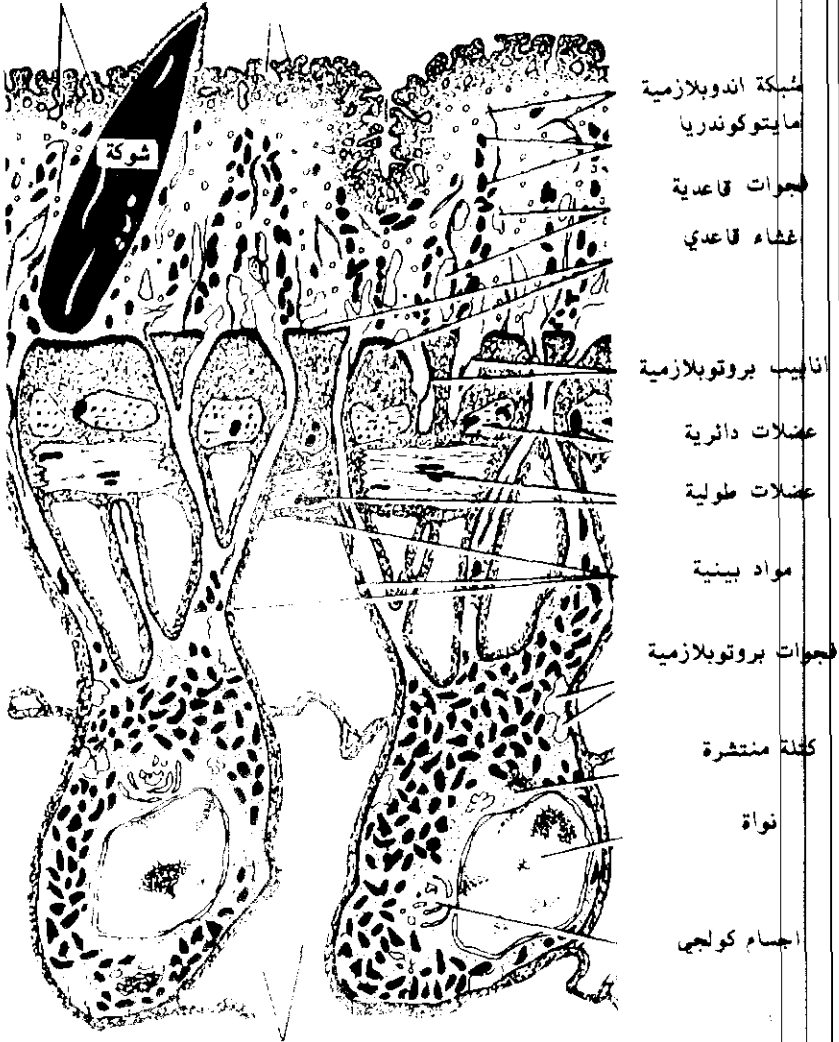 شوكة
شبكة اندوبلازمية
مايتوكوندريا
فجوات قاعدية
غشاء قاعدي
انابيب بروتوبلازمية
عضلات دائرية
عضلات طولية
مواد بينية
فجوات بروتوبلازمية
كتلة منتشرة
نواة
اجسام كولجي